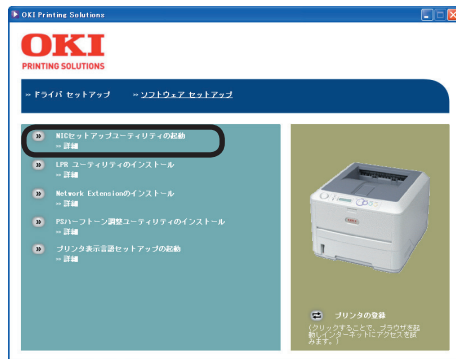 OKI Printing Solutions
OKI
PRINTING SOLUTIONS
ドライバ セットアップ
ソフトウェア セットアップ
NICセットアップユーティリティの起動
詳細
LPR ユーティリティのインストール
詳細
Network Extensionのインストール
詳細
PSハーフトーン調整ユーティリティのインストール
詳細
プリンタ表示言語セットアップの起動
詳細
プリンタの登録
(クリックすることで、ブラウザを起
動しインターネットにアクセスを試
みます。)